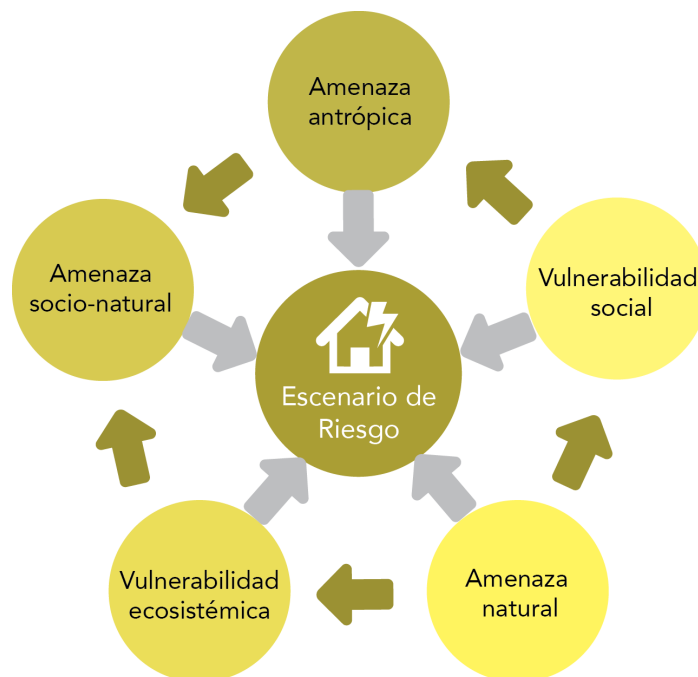 Amenaza
antrópica
Amenaza
socio-natural
Vulnerabilidad
social
Escenario de
Riesgo
Vulnerabilidad
ecosistémica
Amenaza
natural